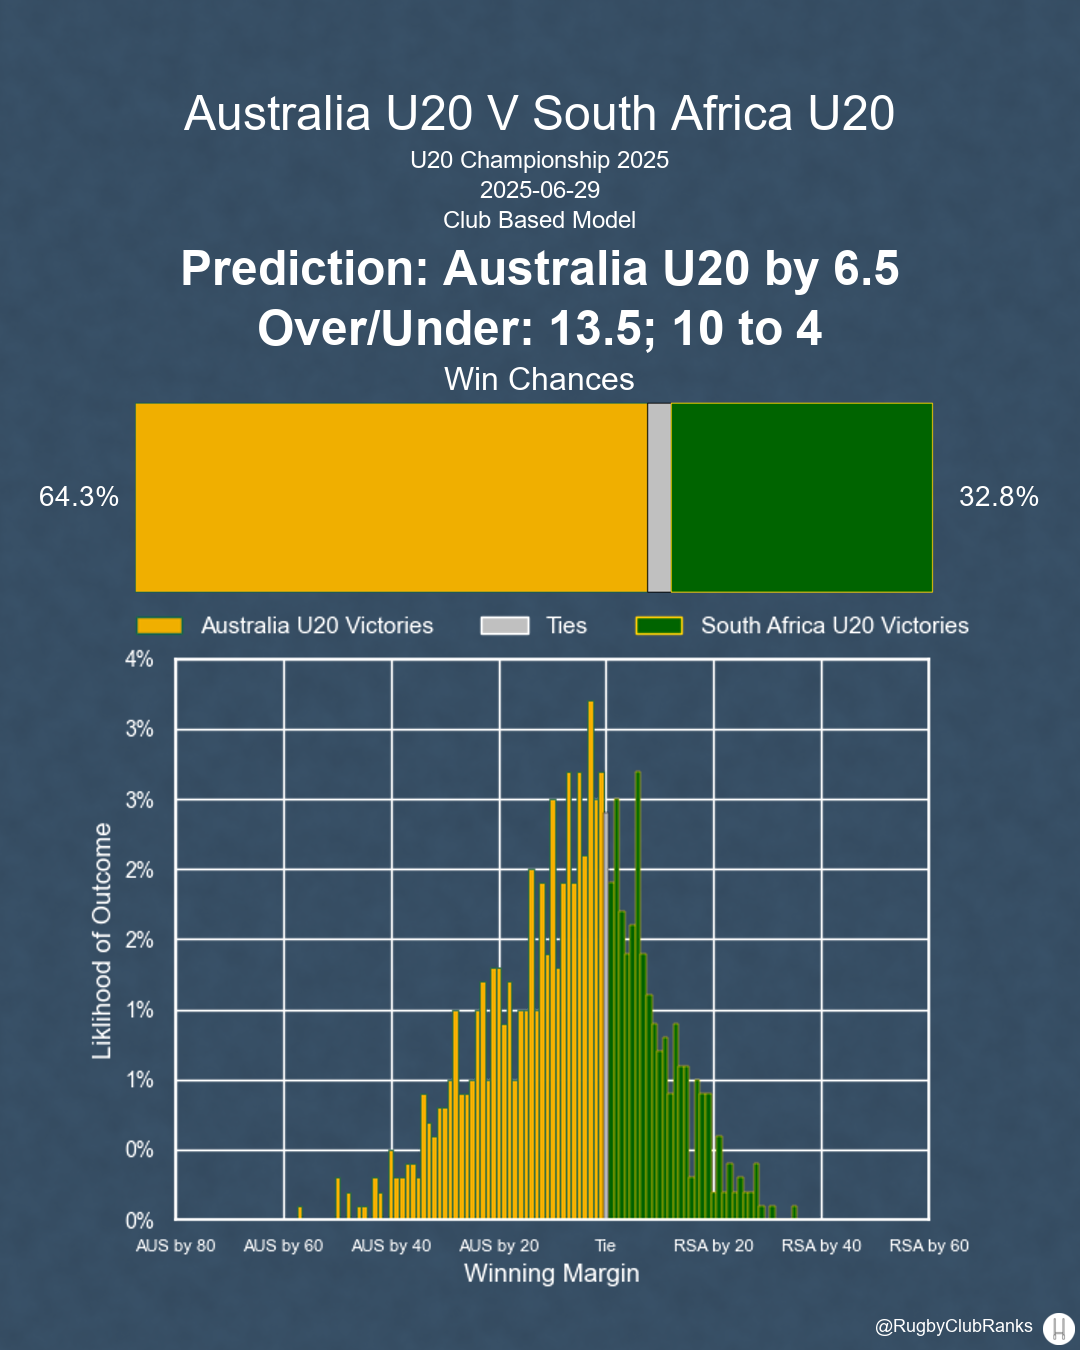 Australia U20 V South Africa U20
U20 Championship 2025
2025-06-29
Club Based Model
Prediction: Australia U20 by 6.5
Over/Under: 13.5; 10 to 4
Win Chances
64.3%
32.8%
Australia U20 Victories
Ties
South Africa U20 Victories
4%
3%
3%
2%
2%
1%
1%
0%
0%
Liklihood of Outcome
AUS by 80
AUS by 60
AUS by 40
AUS by 20
Tie
RSA by 20
RSA by 40
RSA by 60
Winning Margin
@RugbyClubRanks